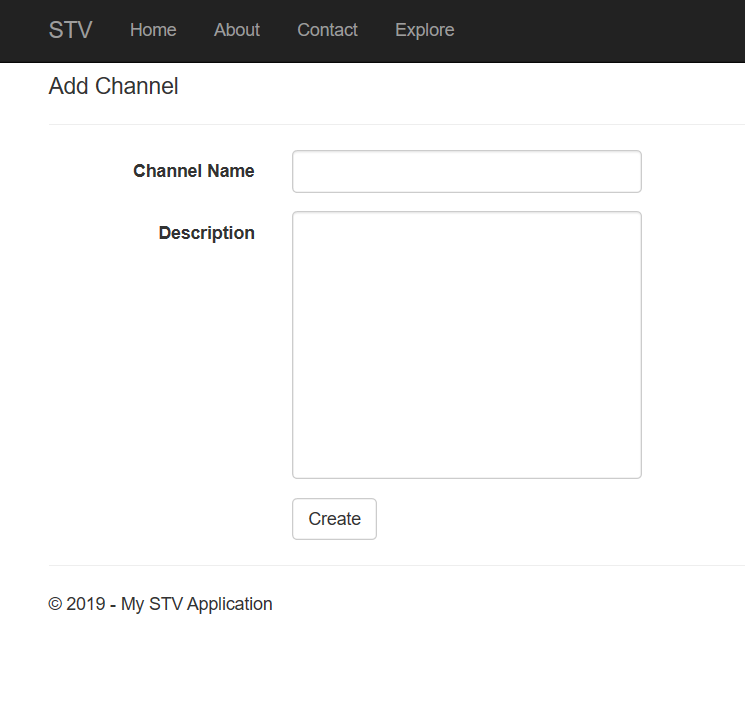 STV Home About Contact Explore
Add Channel
Channel Name
Description
Create
© 2019 - My STV Application